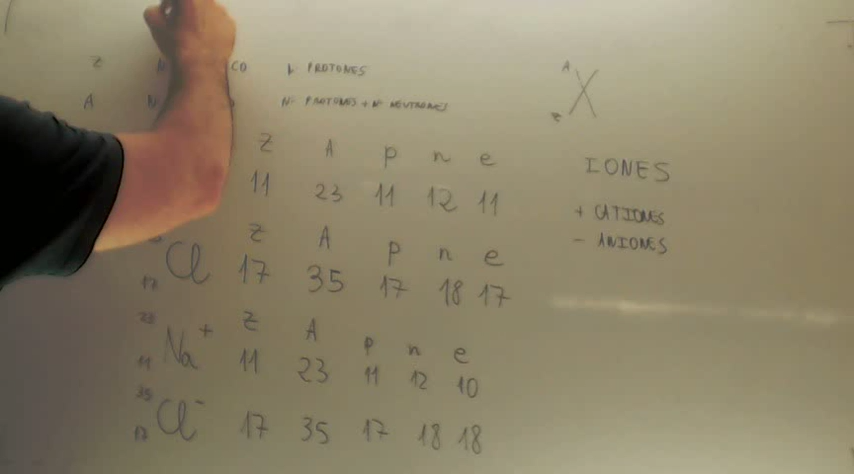 Z N CO Nº PROTONES
A N Nº PROTONES + Nº NEUTRONES
A
X
Z
Z A p n e
11 23 11 12 11
Z A p n e
Cl 17 35 17 18 17
17
23 Z A p n e
Na + 11 23 11 12 10
11
35
Cl - 17 35 17 18 18
17
IONES
+ CATIONES
- ANIONES